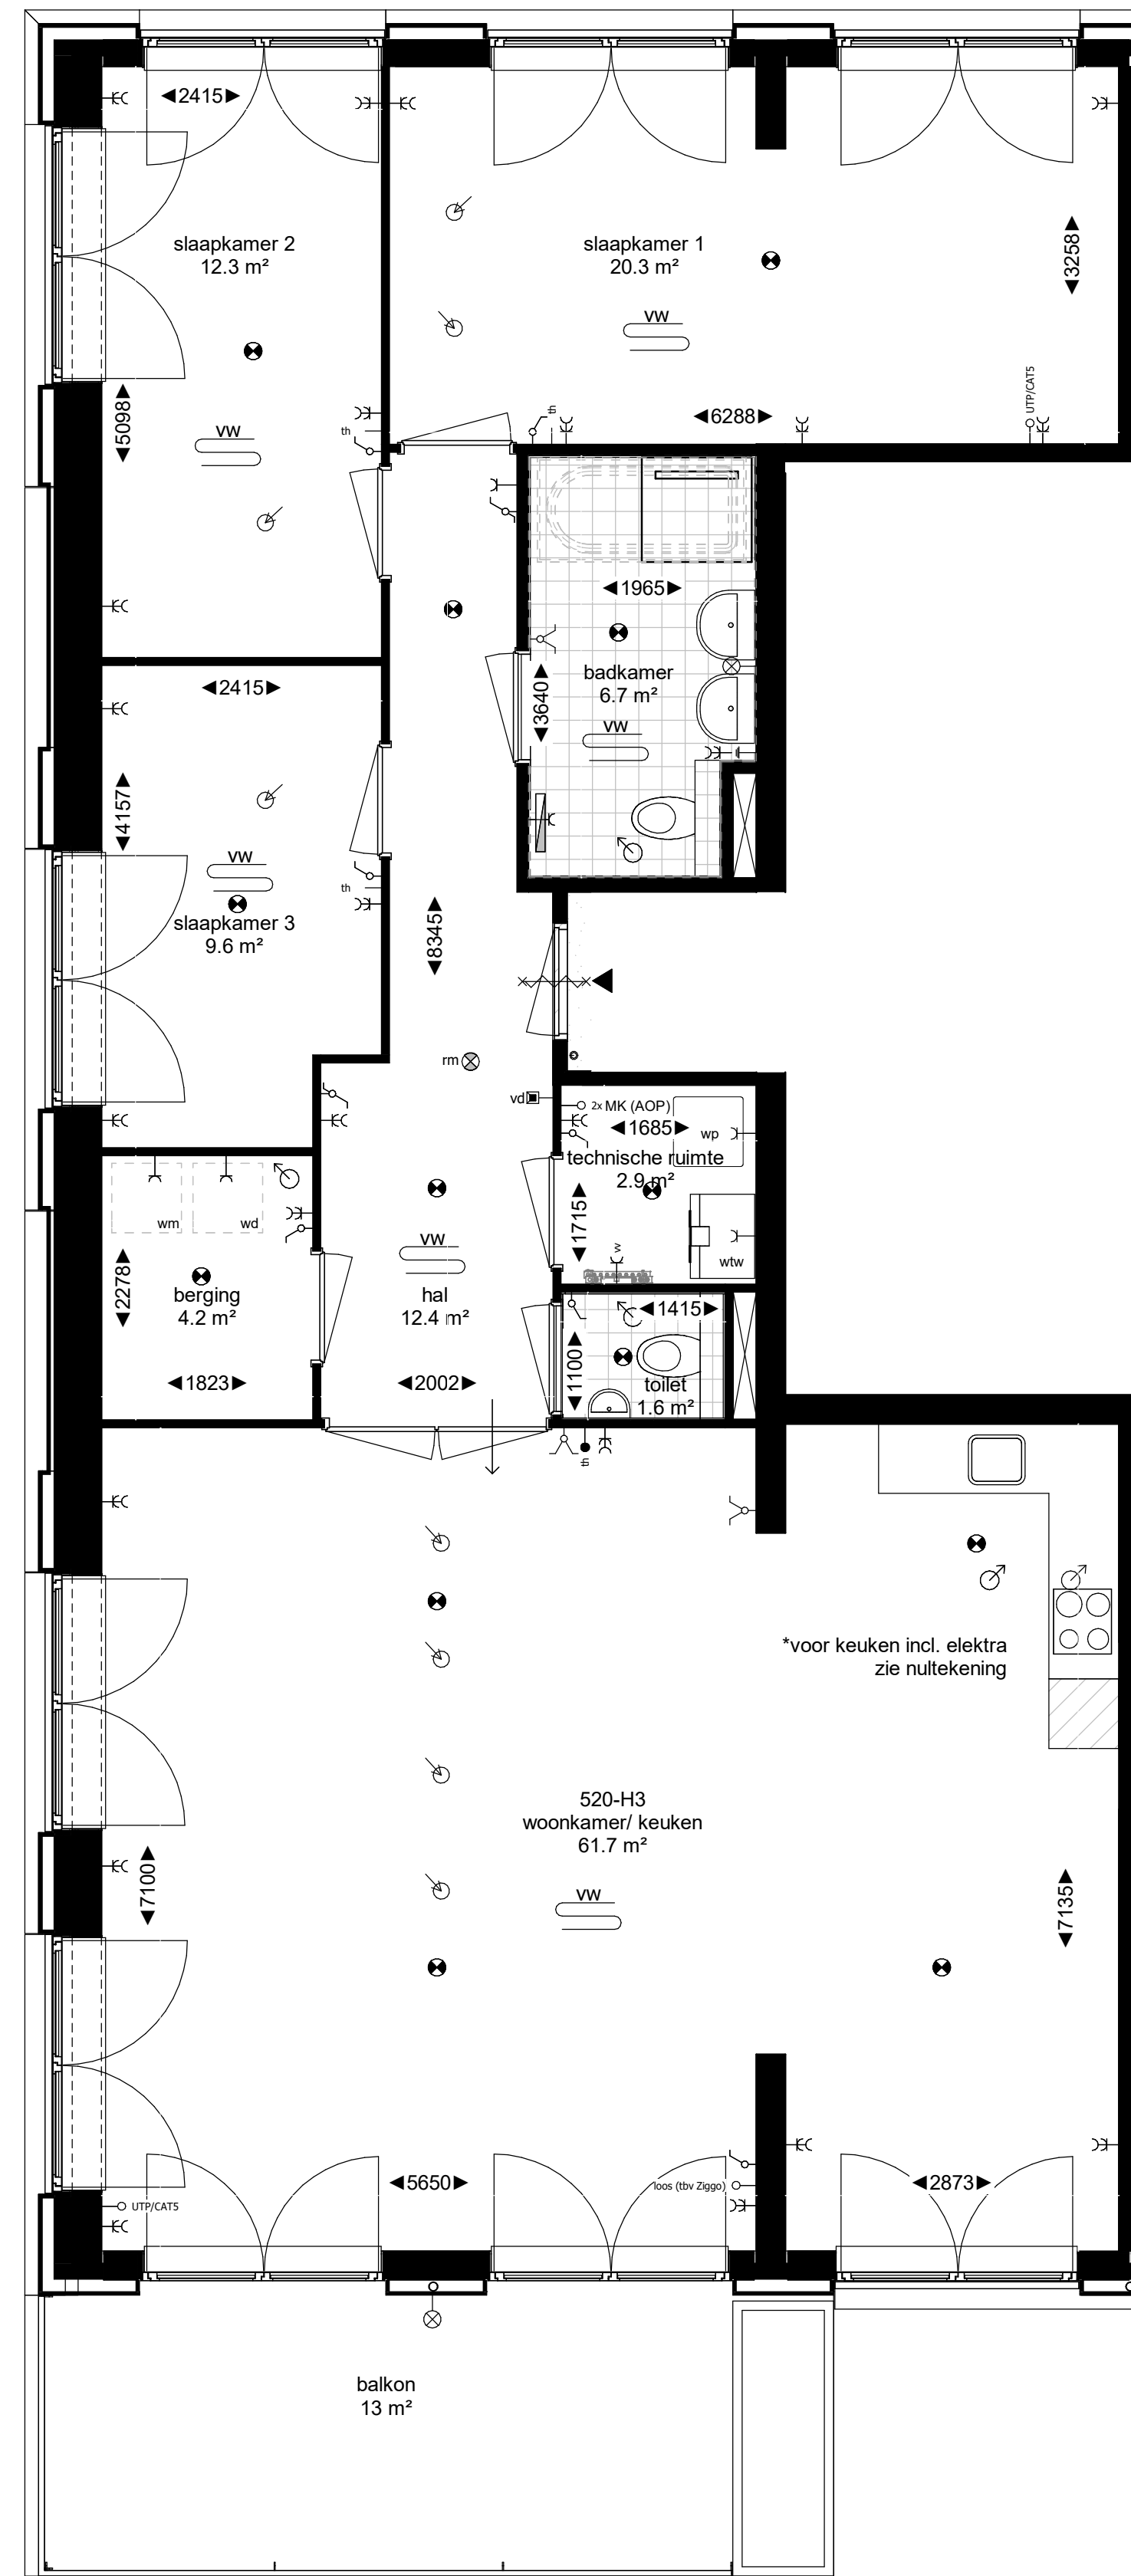 ◄2415►
slaapkamer 2
12.3 m²
◄5098►
VW
th
slaapkamer 1
20.3 m²
◄3258►
VW
◄6288►
th
UTP/CAT5
◄1965►
badkamer
6.7 m²
◄3640►
VW
◄2415►
◄4157►
VW
slaapkamer 3
9.6 m²
th
◄8345►
rm
vd
2x MK (AOP)
◄1685►
wp
technische ruimte
2.9 m²
◄1715►
w
wtw
wm
wd
◄2278►
berging
4.2 m²
◄1823►
VW
hal
12.4 m²
◄2002►
◄1415►
◄1100►
toilet
1.6 m²
th
*voor keuken incl. elektra
zie nultekening
520-H3
woonkamer/ keuken
61.7 m²
VW
◄7100►
◄7135►
◄5650►
loos (tbv Ziggo)
◄2873►
UTP/CAT5
balkon
13 m²